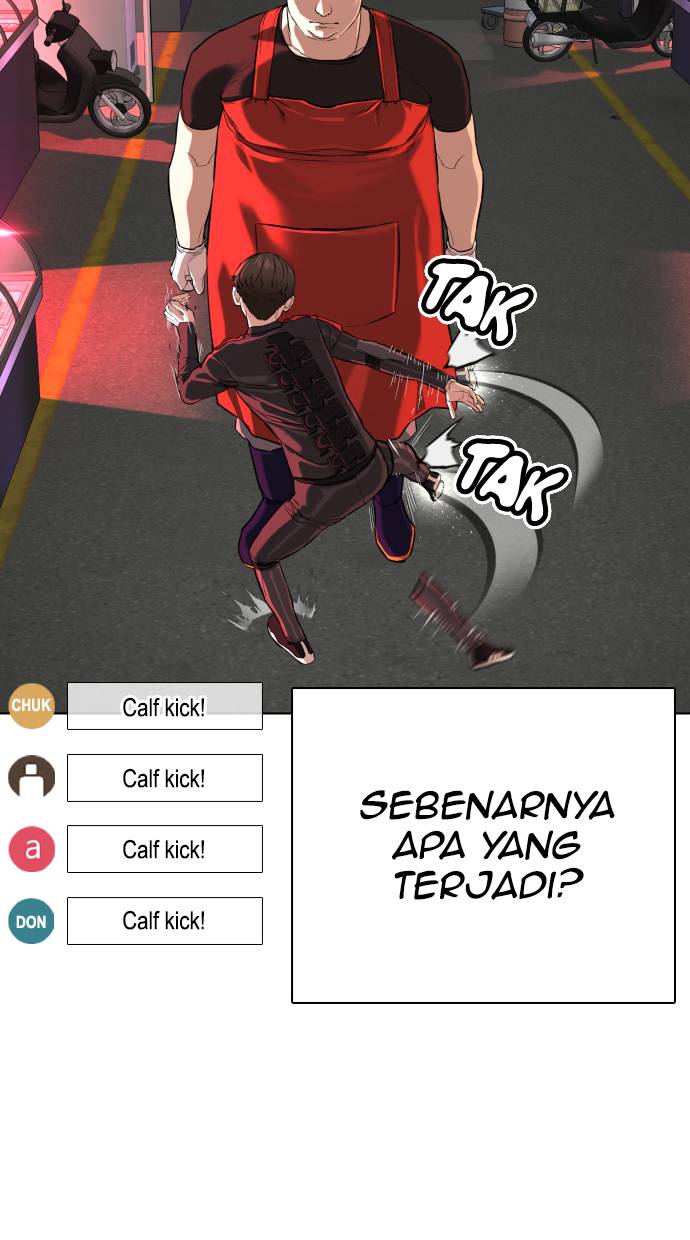 TAK
TAK
CHUK
Calf kick!
Calf kick!
a
Calf kick!
DON
Calf kick!
SEBENARNYA
APA YANG
TERJADI?